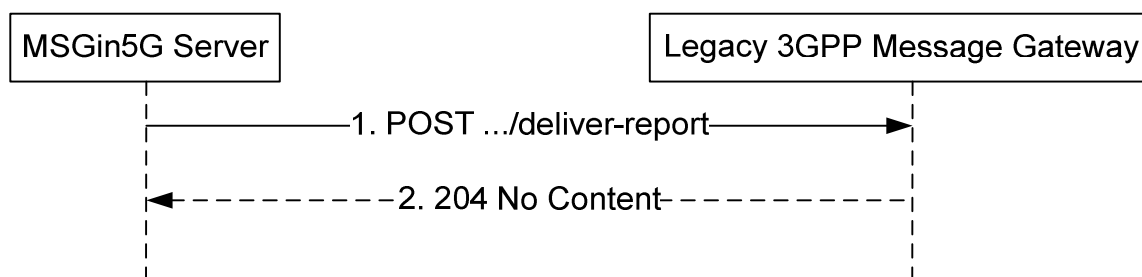 MSGin5G Server
Legacy 3GPP Message Gateway
1. POST .../deliver-report
2. 204 No Content